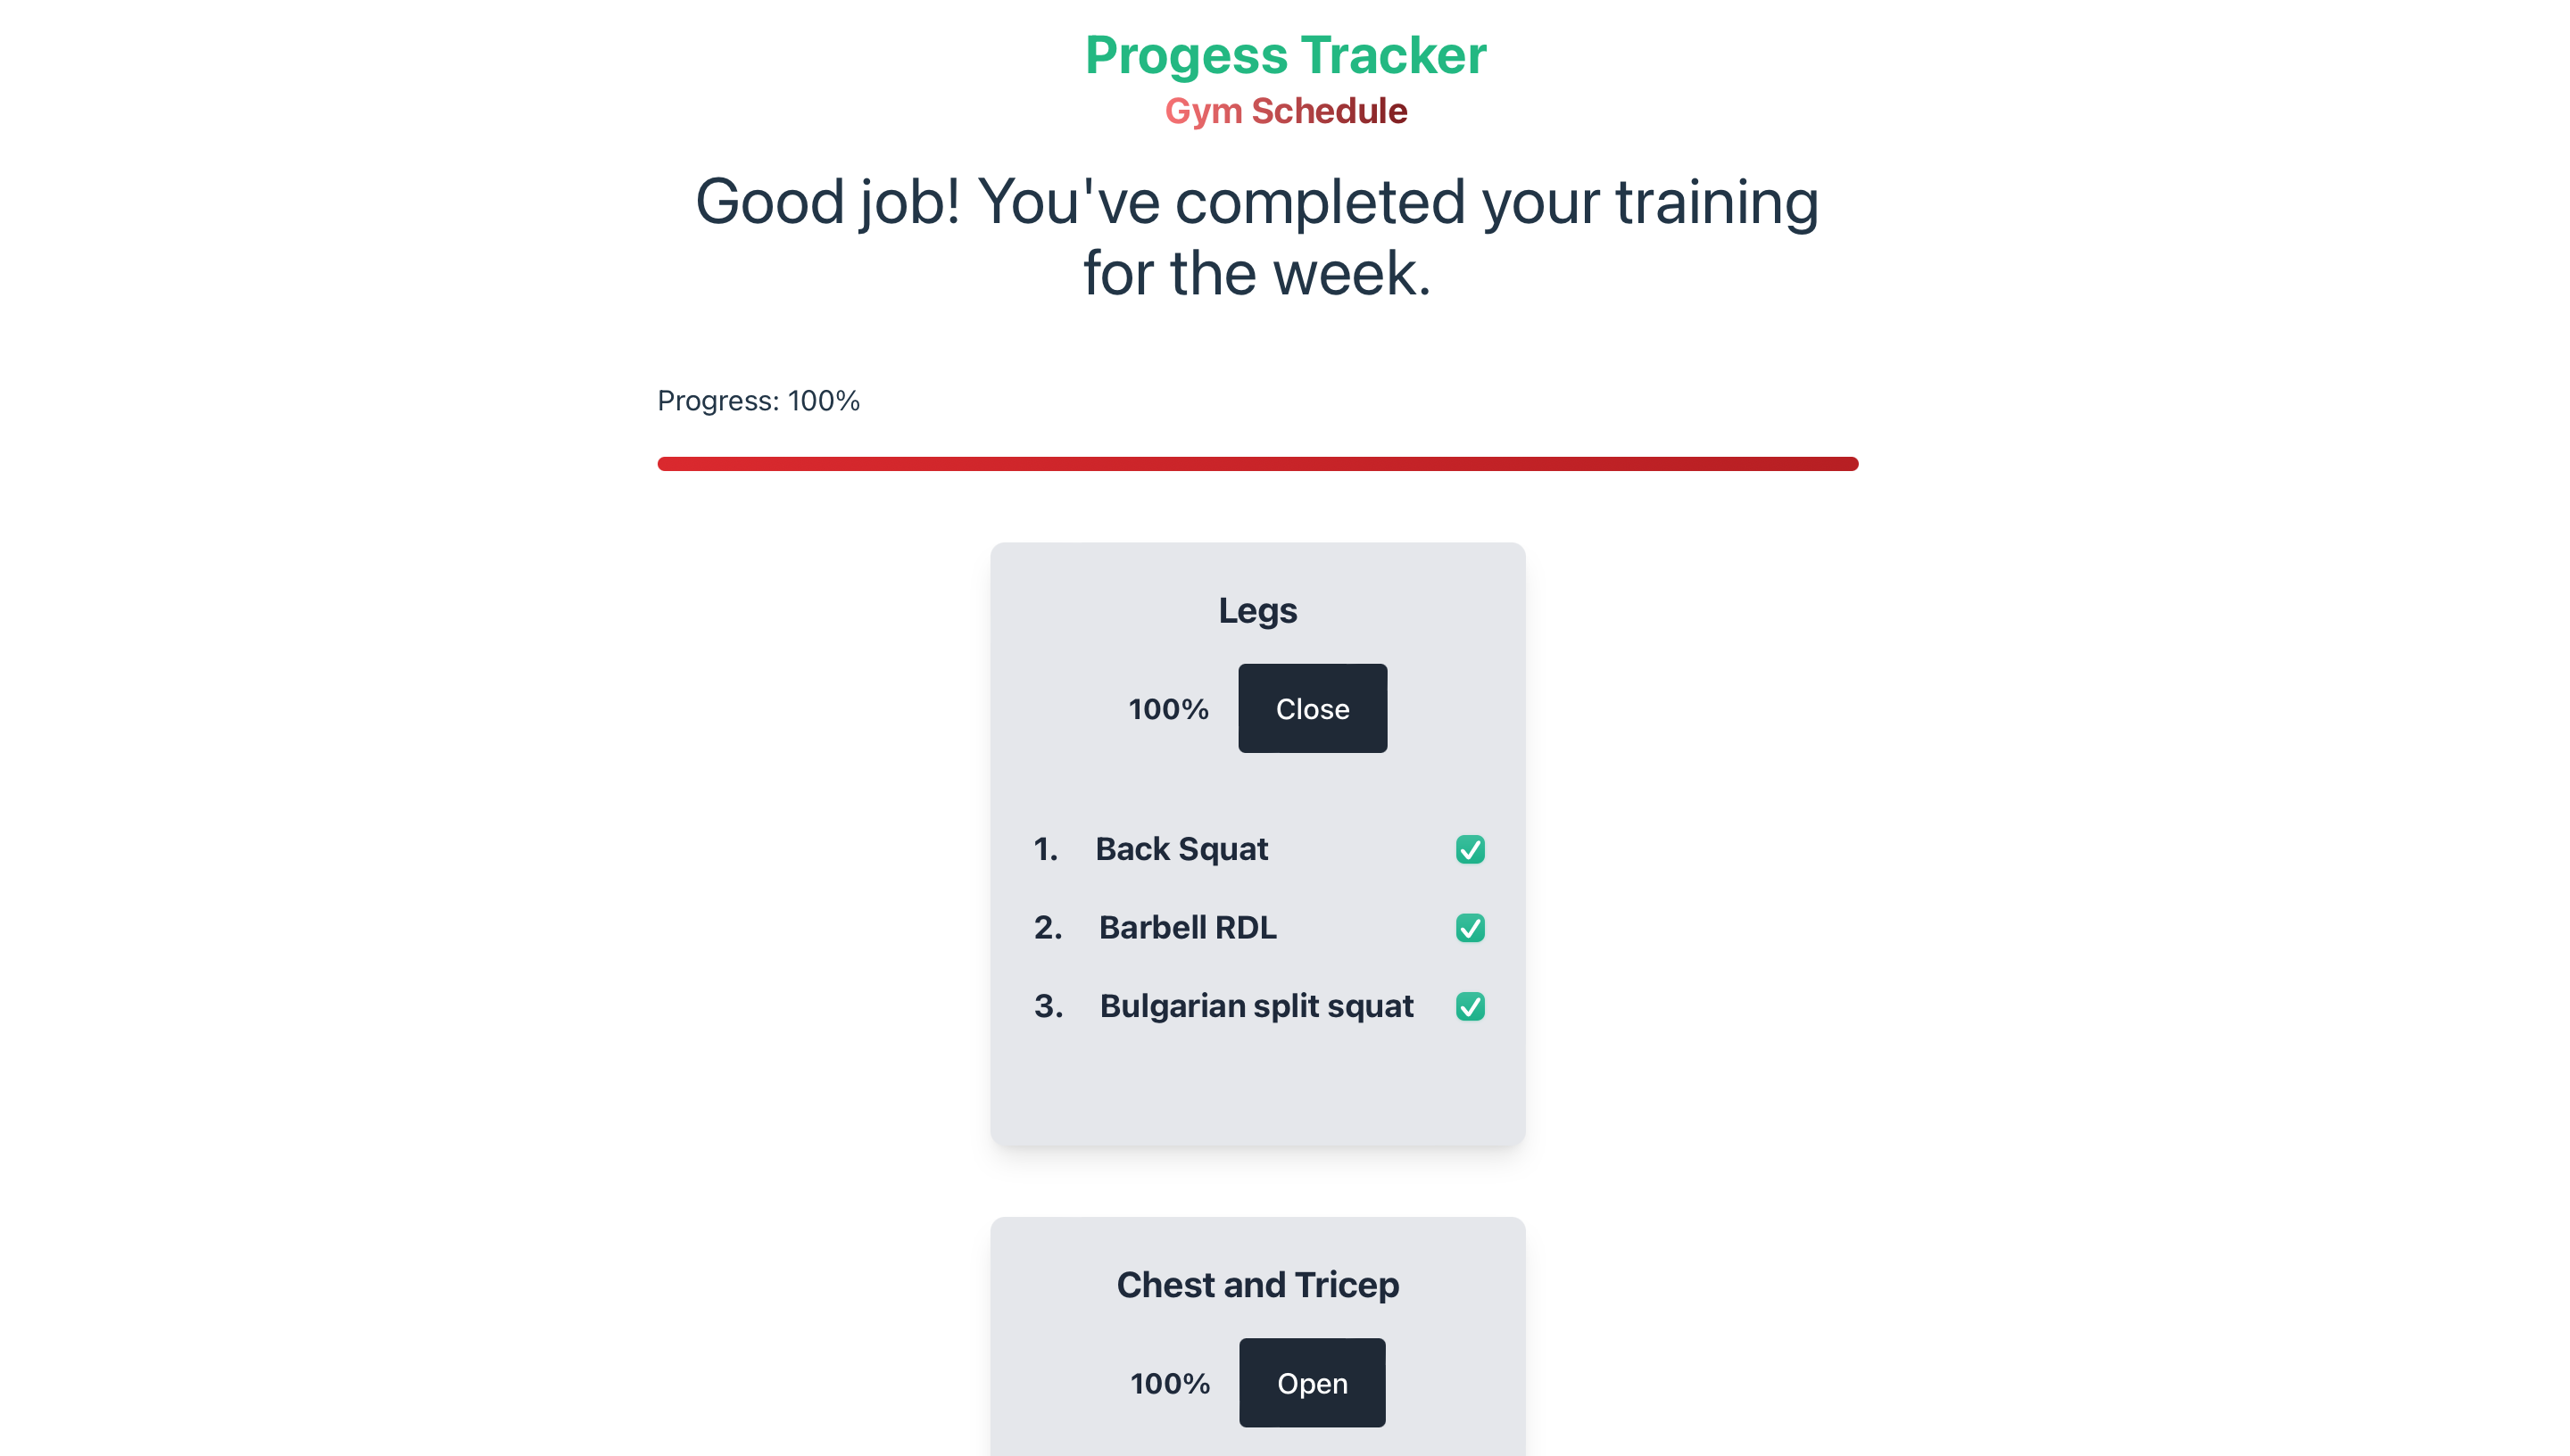 Progess Tracker
Gym Schedule
Good job! You've completed your training
for the week.
Progress: 100%
Legs
100% Close
1. Back Squat
2. Barbell RDL
3. Bulgarian split squat
Chest and Tricep
100% Open